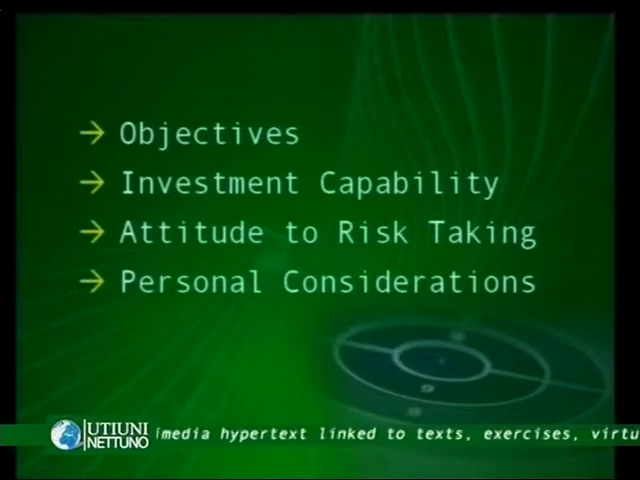 → Objectives
→ Investment Capability
→ Attitude to Risk Taking
→ Personal Considerations
UTIUNI
NETTUNO
imedia hypertext linked to texts, exercises, virtu